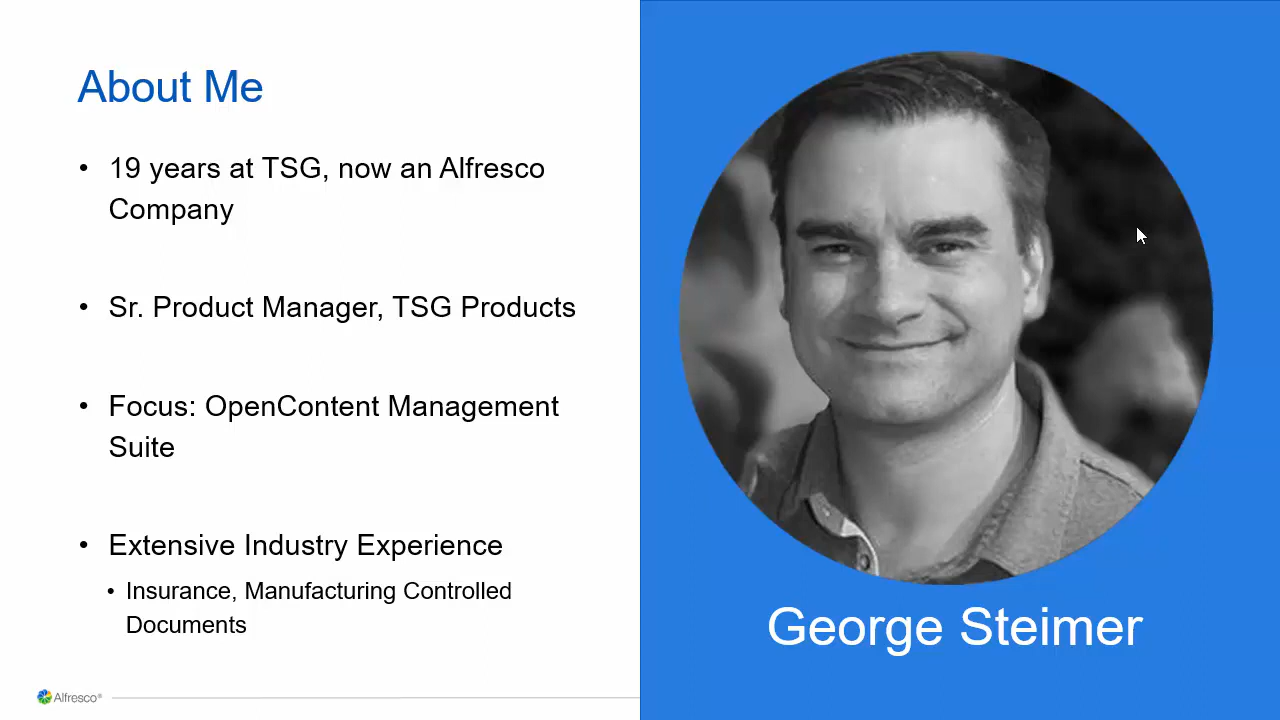 About Me
• 19 years at TSG, now an Alfresco
Company
• Sr. Product Manager, TSG Products
• Focus: OpenContent Management
Suite
• Extensive Industry Experience
• Insurance, Manufacturing Controlled
Documents
Alfresco®
George Steimer